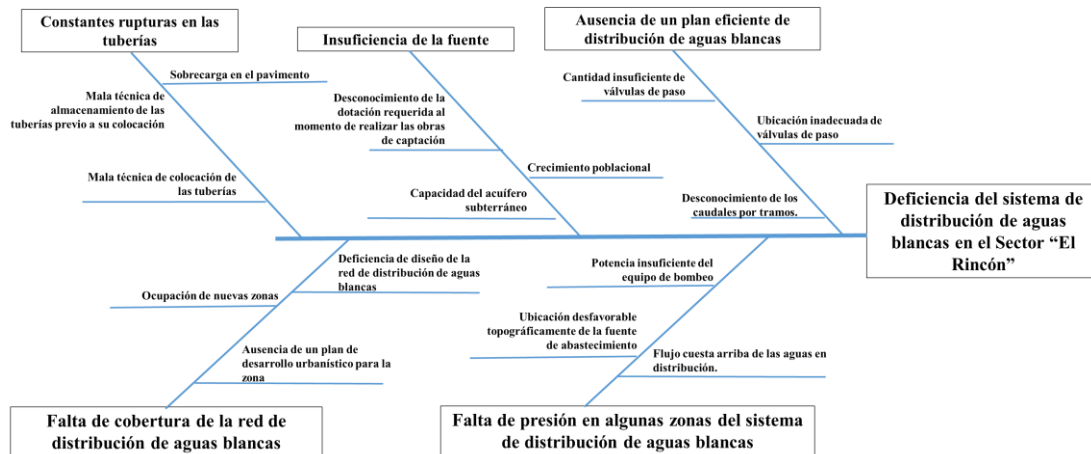 Constantes rupturas en las
tuberías
Insuficiencia de la fuente
Ausencia de un plan eficiente de
distribución de aguas blancas
Sobrecarga en el pavimento
Mala técnica de
almacenamiento de las
tuberías previo a su colocación
Mala técnica de colocación de
las tuberías
Desconocimiento de la
dotación requerida al
momento de realizar las obras
de captación
Crecimiento poblacional
Capacidad del acuífero
subterráneo
Cantidad insuficiente de
válvulas de paso
Ubicación inadecuada de
válvulas de paso
Desconocimiento de los
caudales por tramos.
Deficiencia del sistema de
distribución de aguas
blancas en el Sector “El
Rincón”
Deficiencia de diseño de la
red de distribución de aguas
blancas
Ocupación de nuevas zonas
Ausencia de un plan de
desarrollo urbanístico para la
zona
Potencia insuficiente del
equipo de bombeo
Ubicación desfavorable
topográficamente de la fuente
de abastecimiento
Flujo cuesta arriba de las aguas en
distribución.
Falta de cobertura de la red de
distribución de aguas blancas
Falta de presión en algunas zonas del sistema
de distribución de aguas blancas